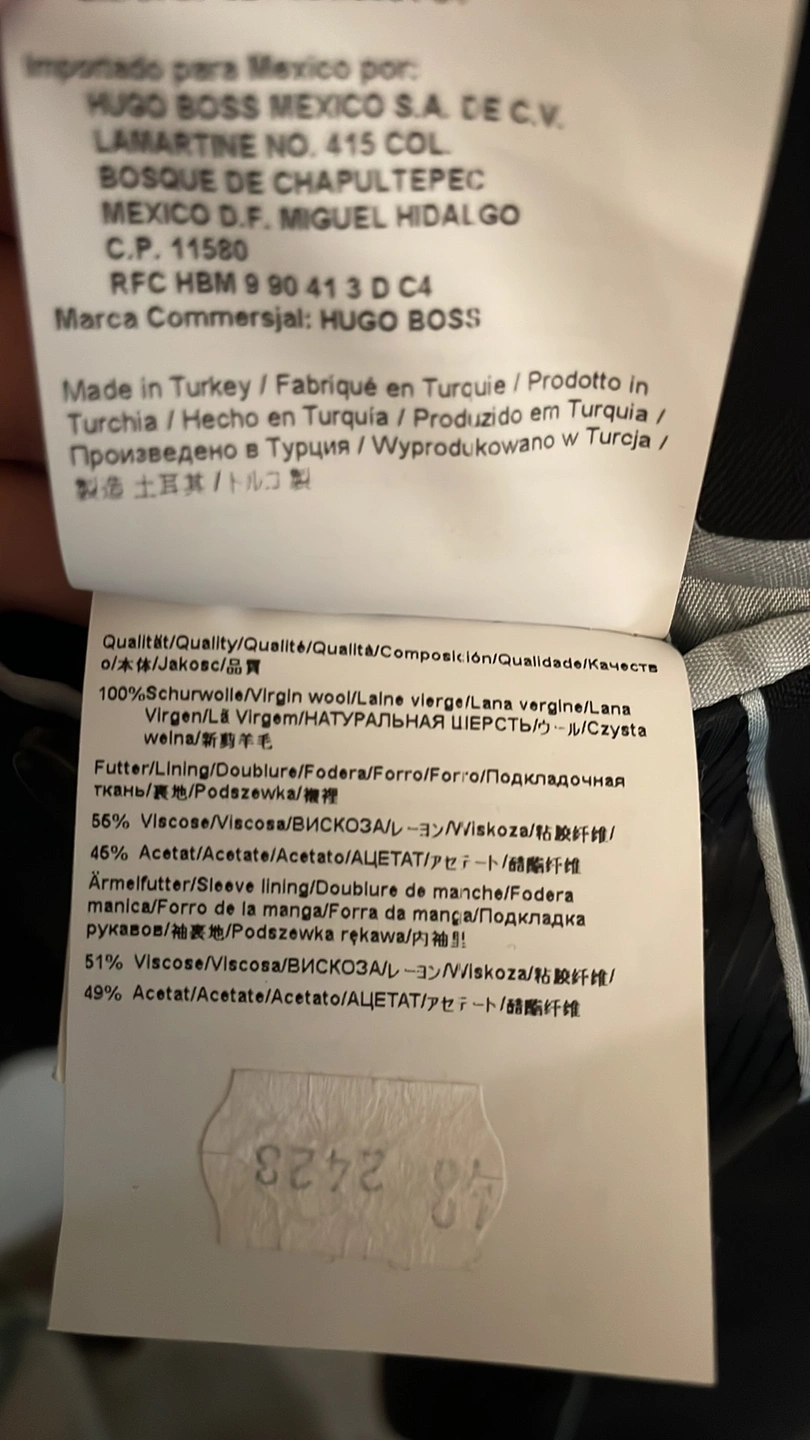 Importado para Mexico por:
HUGO BOSS MEXICO S.A. DE C.V.
LAMARTINE NO. 415 COL.
BOSQUE DE CHAPULTEPEC
MEXICO D.F. MIGUEL HIDALGO
C.P. 11580
RFC HBM 9 90 41 3 D C4
Marca Commersjal: HUGO BOSS
Made in Turkey / Fabriqué en Turquie / Prodotto in
Turchia / Hecho en Turquía / Produzido em Turquia /
Произведено в Турция / Wyprodukowano w Turcja /
製造 土耳其 / トルコ 製
Qualität/Quality/Qualité/Qualità/Composición/Qualidade/Качеств
о/本体/Jakosc/品質
100%Schurwolle/Virgin wool/Laine vierge/Lana vergine/Lana
Virgen/Lã Virgem/НАТУРАЛЬНАЯ ШЕРСТЬ/ウール/Czysta
welna/新剪羊毛
Futter/Lining/Doublure/Fodera/Forro/Forro/Подкладочная
ткань/裏地/Podszewka/襯裡
55% Viscose/Viscosa/ВИСКОЗА/レーヨン/Wiskoza/粘胶纤维/
45% Acetat/Acetate/Acetato/АЦЕТАТ/アセテート/醋酯纤维
Ärmelfutter/Sleeve lining/Doublure de manche/Fodera
manica/Forro de la manga/Forra da manga/Подкладка
рукавов/袖裏地/Podszewka rękawa/内袖里
51% Viscose/Viscosa/ВИСКОЗА/レーヨン/Wiskoza/粘胶纤维/
49% Acetat/Acetate/Acetato/АЦЕТАТ/アセテート/醋酯纤维